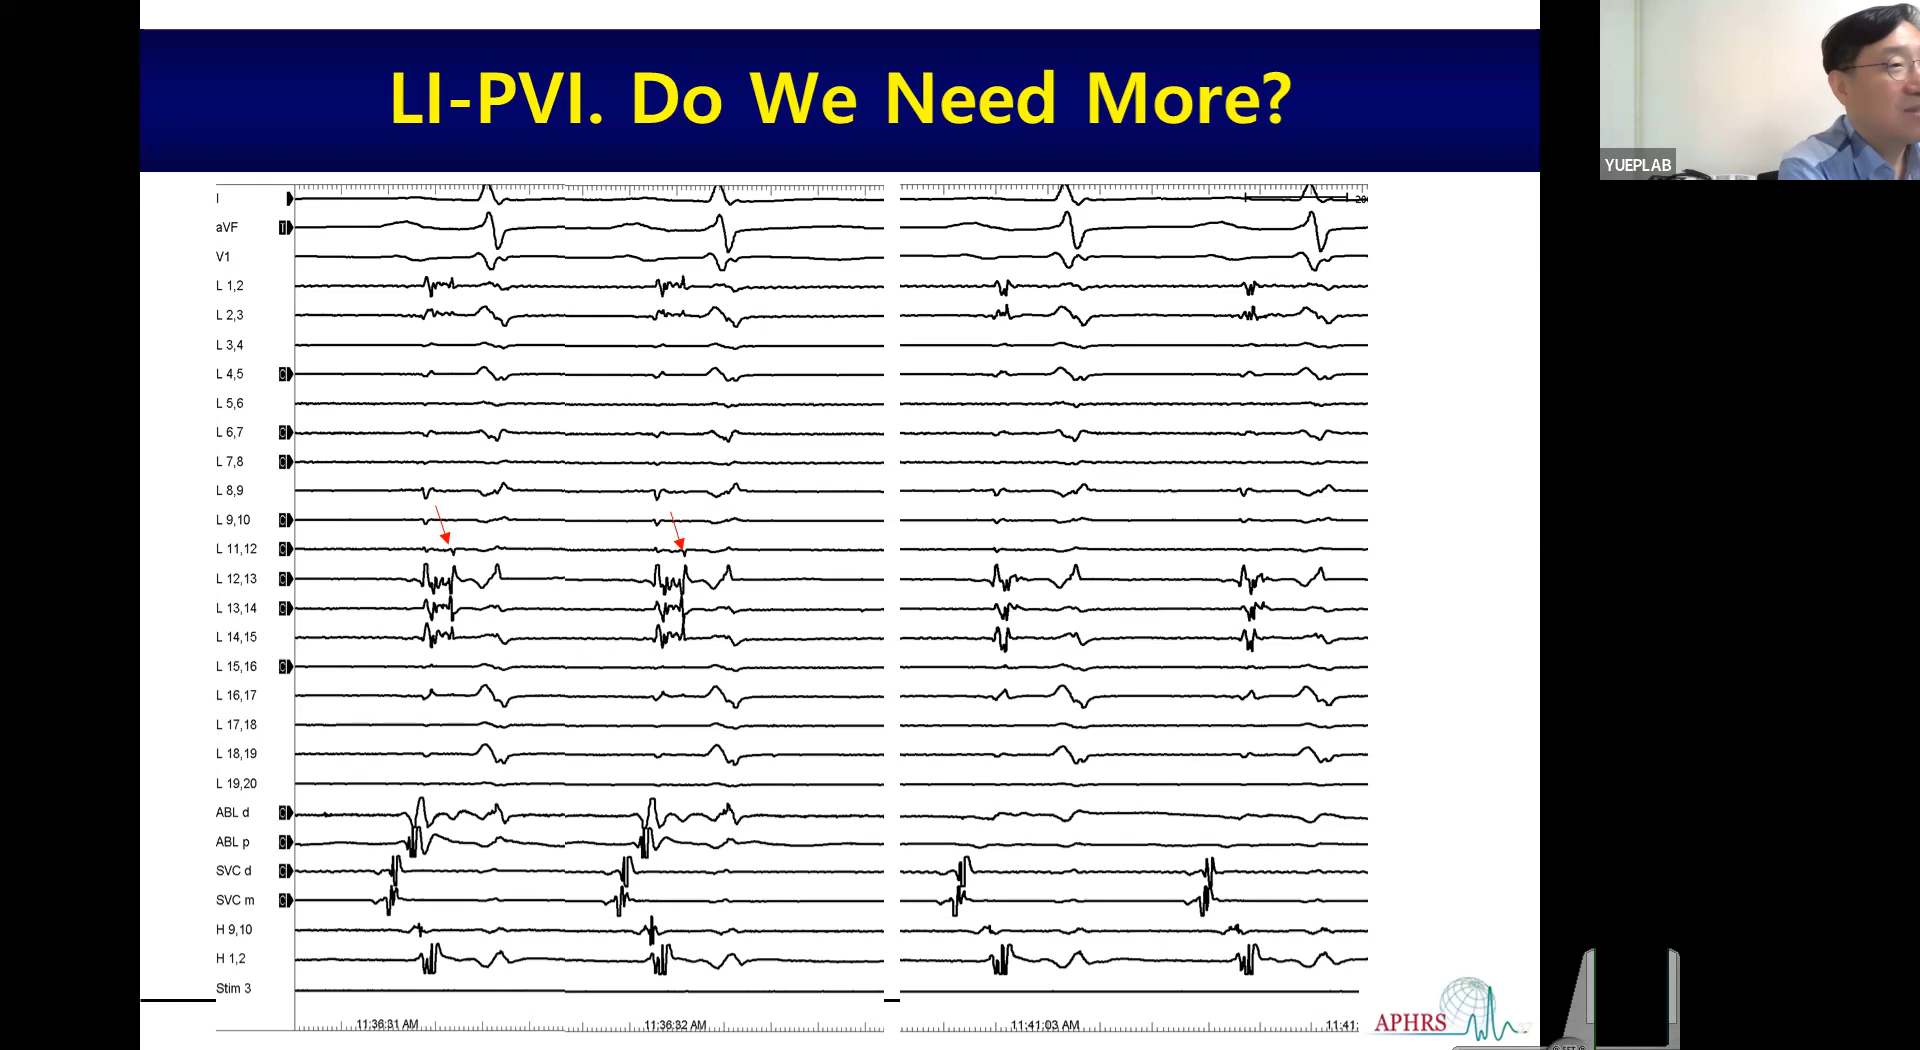 LI-PVI. Do We Need More?
YUEPLAB
I
aVF
V1
L 1,2
L 2,3
L 3,4
L 4,5
L 5,6
L 6,7
L 7,8
L 8,9
L 9,10
L 11,12
L 12,13
L 13,14
L 14,15
L 15,16
L 16,17
L 17,18
L 18,19
L 19,20
ABL d
ABL p
SVC d
SVC m
H 9,10
H 1,2
Stim 3
11:36:31 AM
11:36:32 AM
11:41:03 AM
11:41:
APHRS